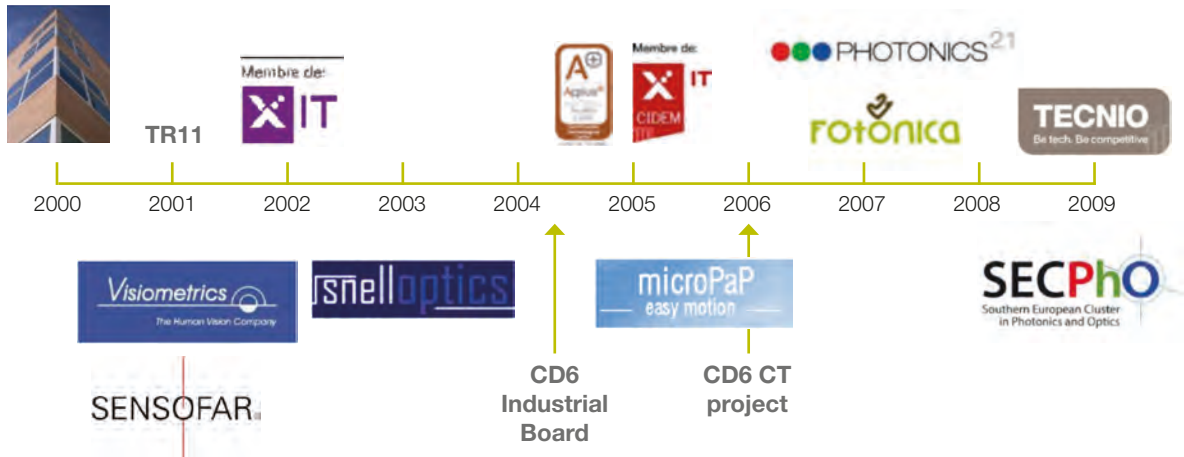 TR11
Membre de:
X IT
A+
Applus+
Membre de:
X IT
CIDEM
PHOTONICS21
FOTÓNICA
TECNIO
Be tech. Be competitive
2000
2001
2002
2003
2004
2005
2006
2007
2008
2009
Visiometrics
The Human Vision Company
snelloptics
microPaP
easy motion
SECPhO
Southern European Cluster
in Photonics and Optics
SENSOFAR
CD6
Industrial
Board
CD6 CT
project